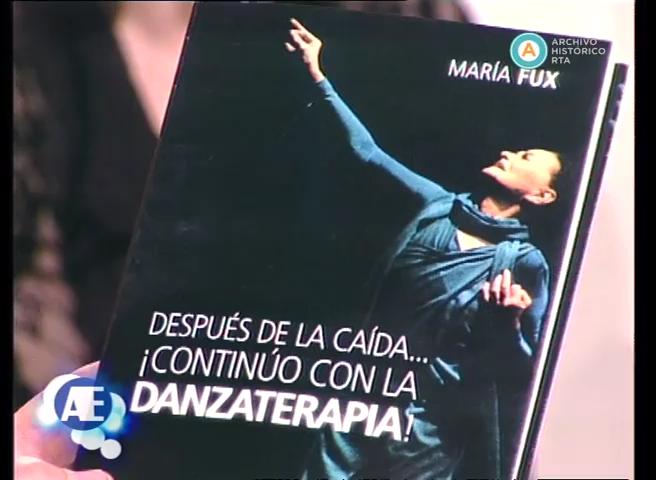 ARCHIVO
HISTÓRICO
RTA
A
MARÍA FUX
DESPUÉS DE LA CAÍDA...
¡CONTINÚO CON LA
DANZATERAPIA!
AE